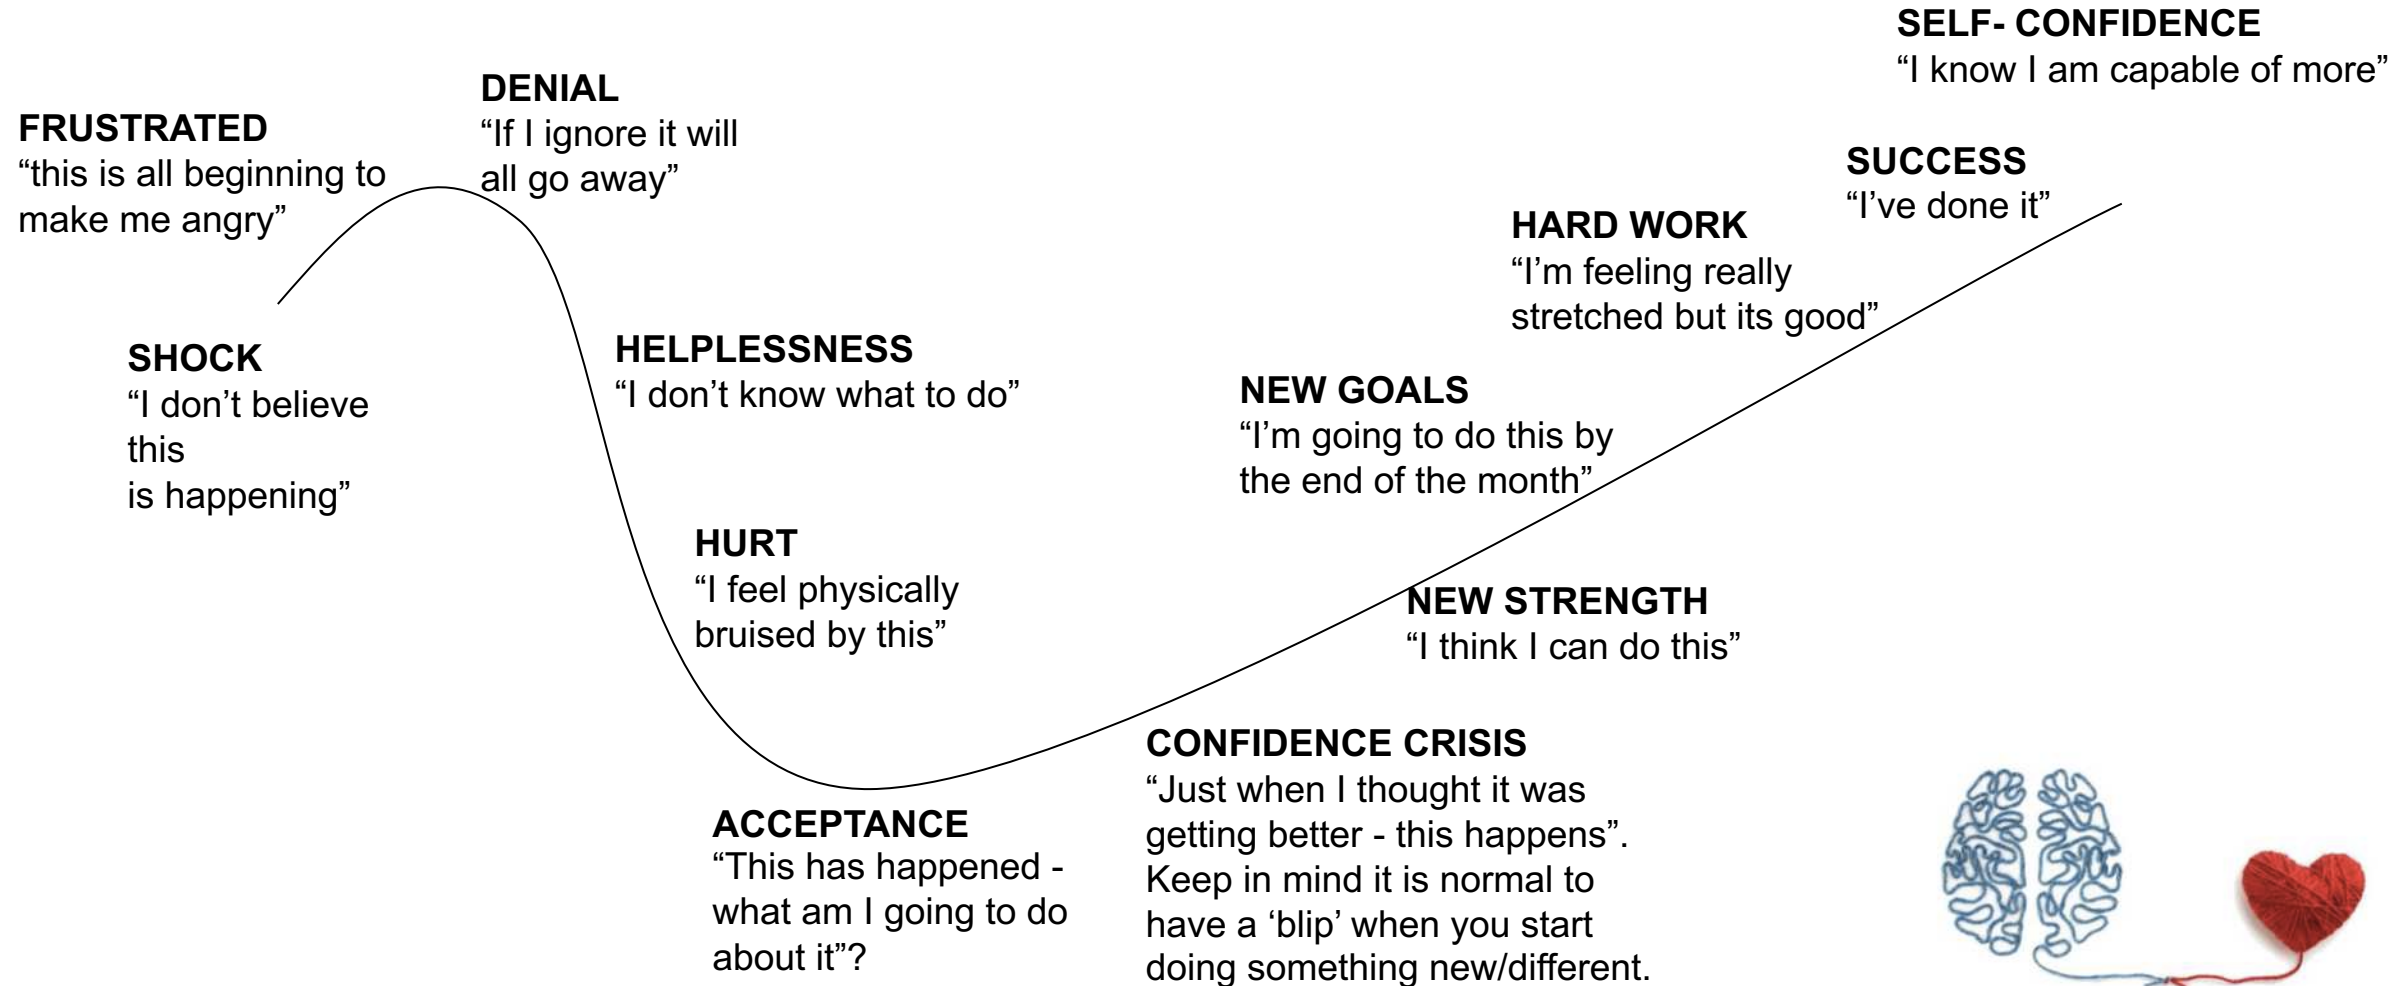 SHOCK
“I don’t believe
this
is happening”
FRUSTRATED
“this is all beginning to
make me angry”
DENIAL
“If I ignore it will
all go away”
HELPLESSNESS
“I don’t know what to do”
HURT
“I feel physically
bruised by this”
ACCEPTANCE
“This has happened -
what am I going to do
about it”?
CONFIDENCE CRISIS
“Just when I thought it was
getting better - this happens”.
Keep in mind it is normal to
have a ‘blip’ when you start
doing something new/different.
NEW STRENGTH
“I think I can do this”
NEW GOALS
“I’m going to do this by
the end of the month”
HARD WORK
“I’m feeling really
stretched but its good”
SUCCESS
“I’ve done it”
SELF- CONFIDENCE
“I know I am capable of more”